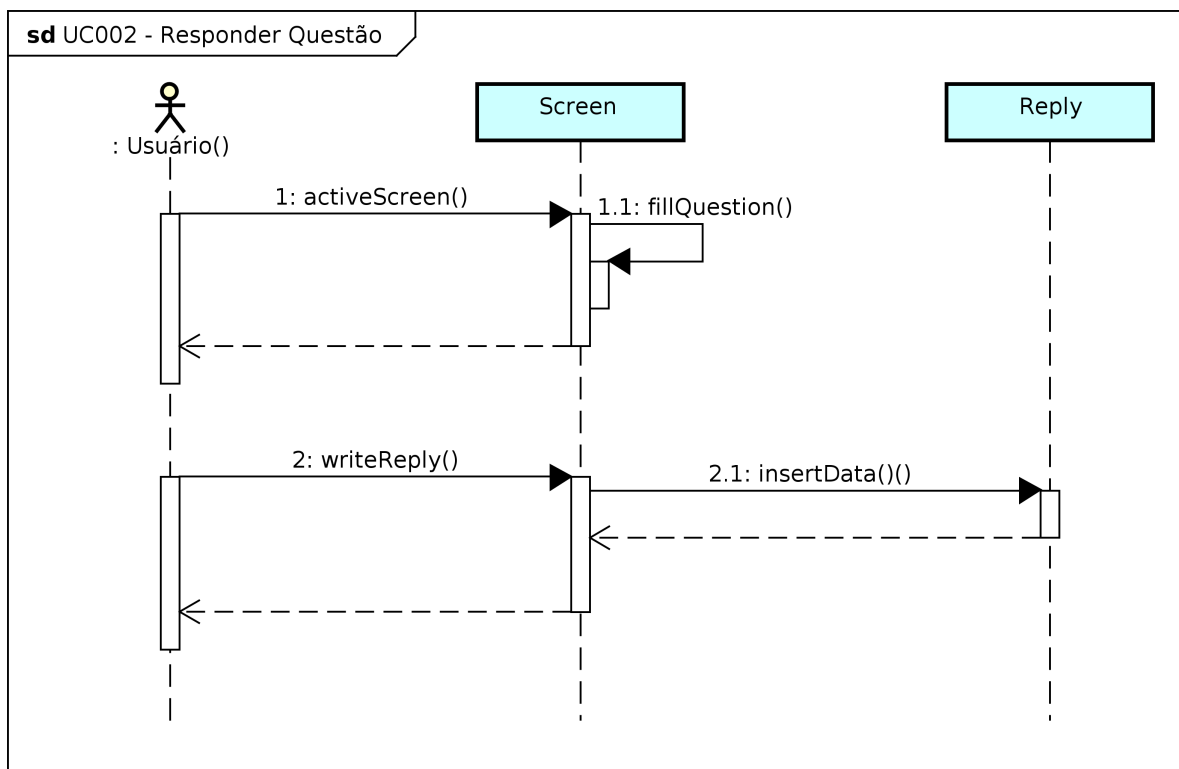 sd UC002 - Responder Questão
: Usuário()
Screen
Reply
1: activeScreen()
1.1: fillQuestion()
2: writeReply()
2.1: insertData()()